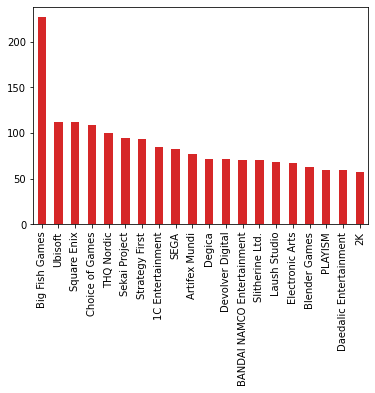 200
150
100
50
0
Big Fish Games
Ubisoft
Square Enix
Choice of Games
THQ Nordic
Sekai Project
Strategy First
1C Entertainment
SEGA
Artifex Mundi
Degica
Devolver Digital
BANDAI NAMCO Entertainment
Slitherine Ltd.
Laush Studio
Electronic Arts
Blender Games
PLAYISM
Daedalic Entertainment
2K